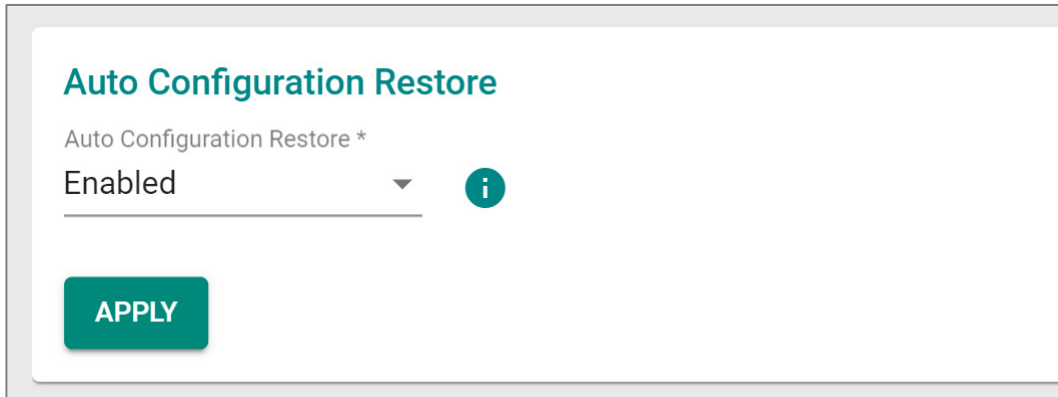 Auto Configuration Restore
Auto Configuration Restore *
Enabled
i
APPLY